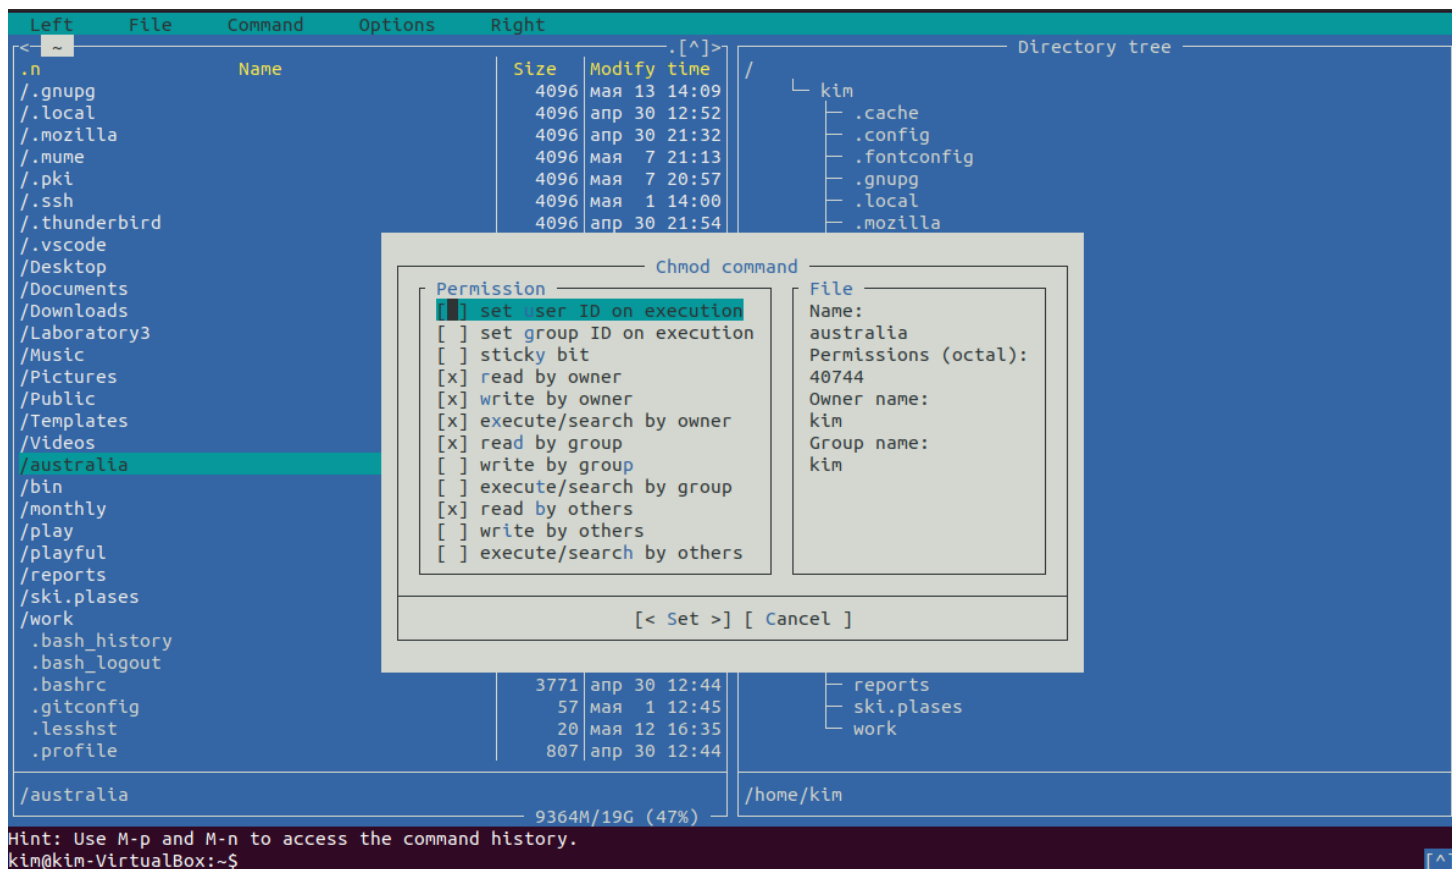 Left File Command Options Right
<─ ~ ─.[^]>
.n Name Size Modify time
/.gnupg 4096 мая 13 14:09
/.local 4096 апр 30 12:52
/.mozilla 4096 апр 30 21:32
/.mume 4096 мая 7 21:13
/.pki 4096 мая 7 20:57
/.ssh 4096 мая 1 14:00
/.thunderbird 4096 апр 30 21:54
/.vscode
/Desktop
/Documents
/Downloads
/Laboratory3
/Music
/Pictures
/Public
/Templates
/Videos
/australia
/bin
/monthly
/play
/playful
/reports
/ski.plases
/work
.bash_history
.bash_logout
.bashrc 3771 апр 30 12:44
.gitconfig 57 мая 1 12:45
.lesshst 20 мая 12 16:35
.profile 807 апр 30 12:44
/australia
9364M/19G (47%)
Directory tree
/
kim
.cache
.config
.fontconfig
.gnupg
.local
.mozilla
reports
ski.plases
work
/home/kim
Chmod command
Permission
[ ] set user ID on execution
[ ] set group ID on execution
[ ] sticky bit
[x] read by owner
[x] write by owner
[x] execute/search by owner
[x] read by group
[ ] write by group
[ ] execute/search by group
[x] read by others
[ ] write by others
[ ] execute/search by others
File
Name:
australia
Permissions (octal):
40744
Owner name:
kim
Group name:
kim
[< Set >] [ Cancel ]
Hint: Use M-p and M-n to access the command history.
kim@kim-VirtualBox:~$ [^]